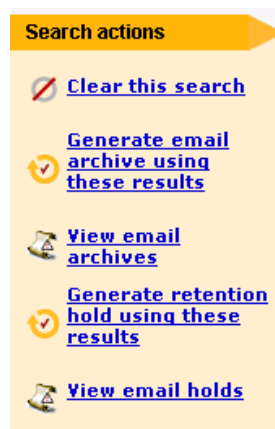 Search actions
Clear this search
Generate email
archive using
these results
View email
archives
Generate retention
hold using these
results
View email holds